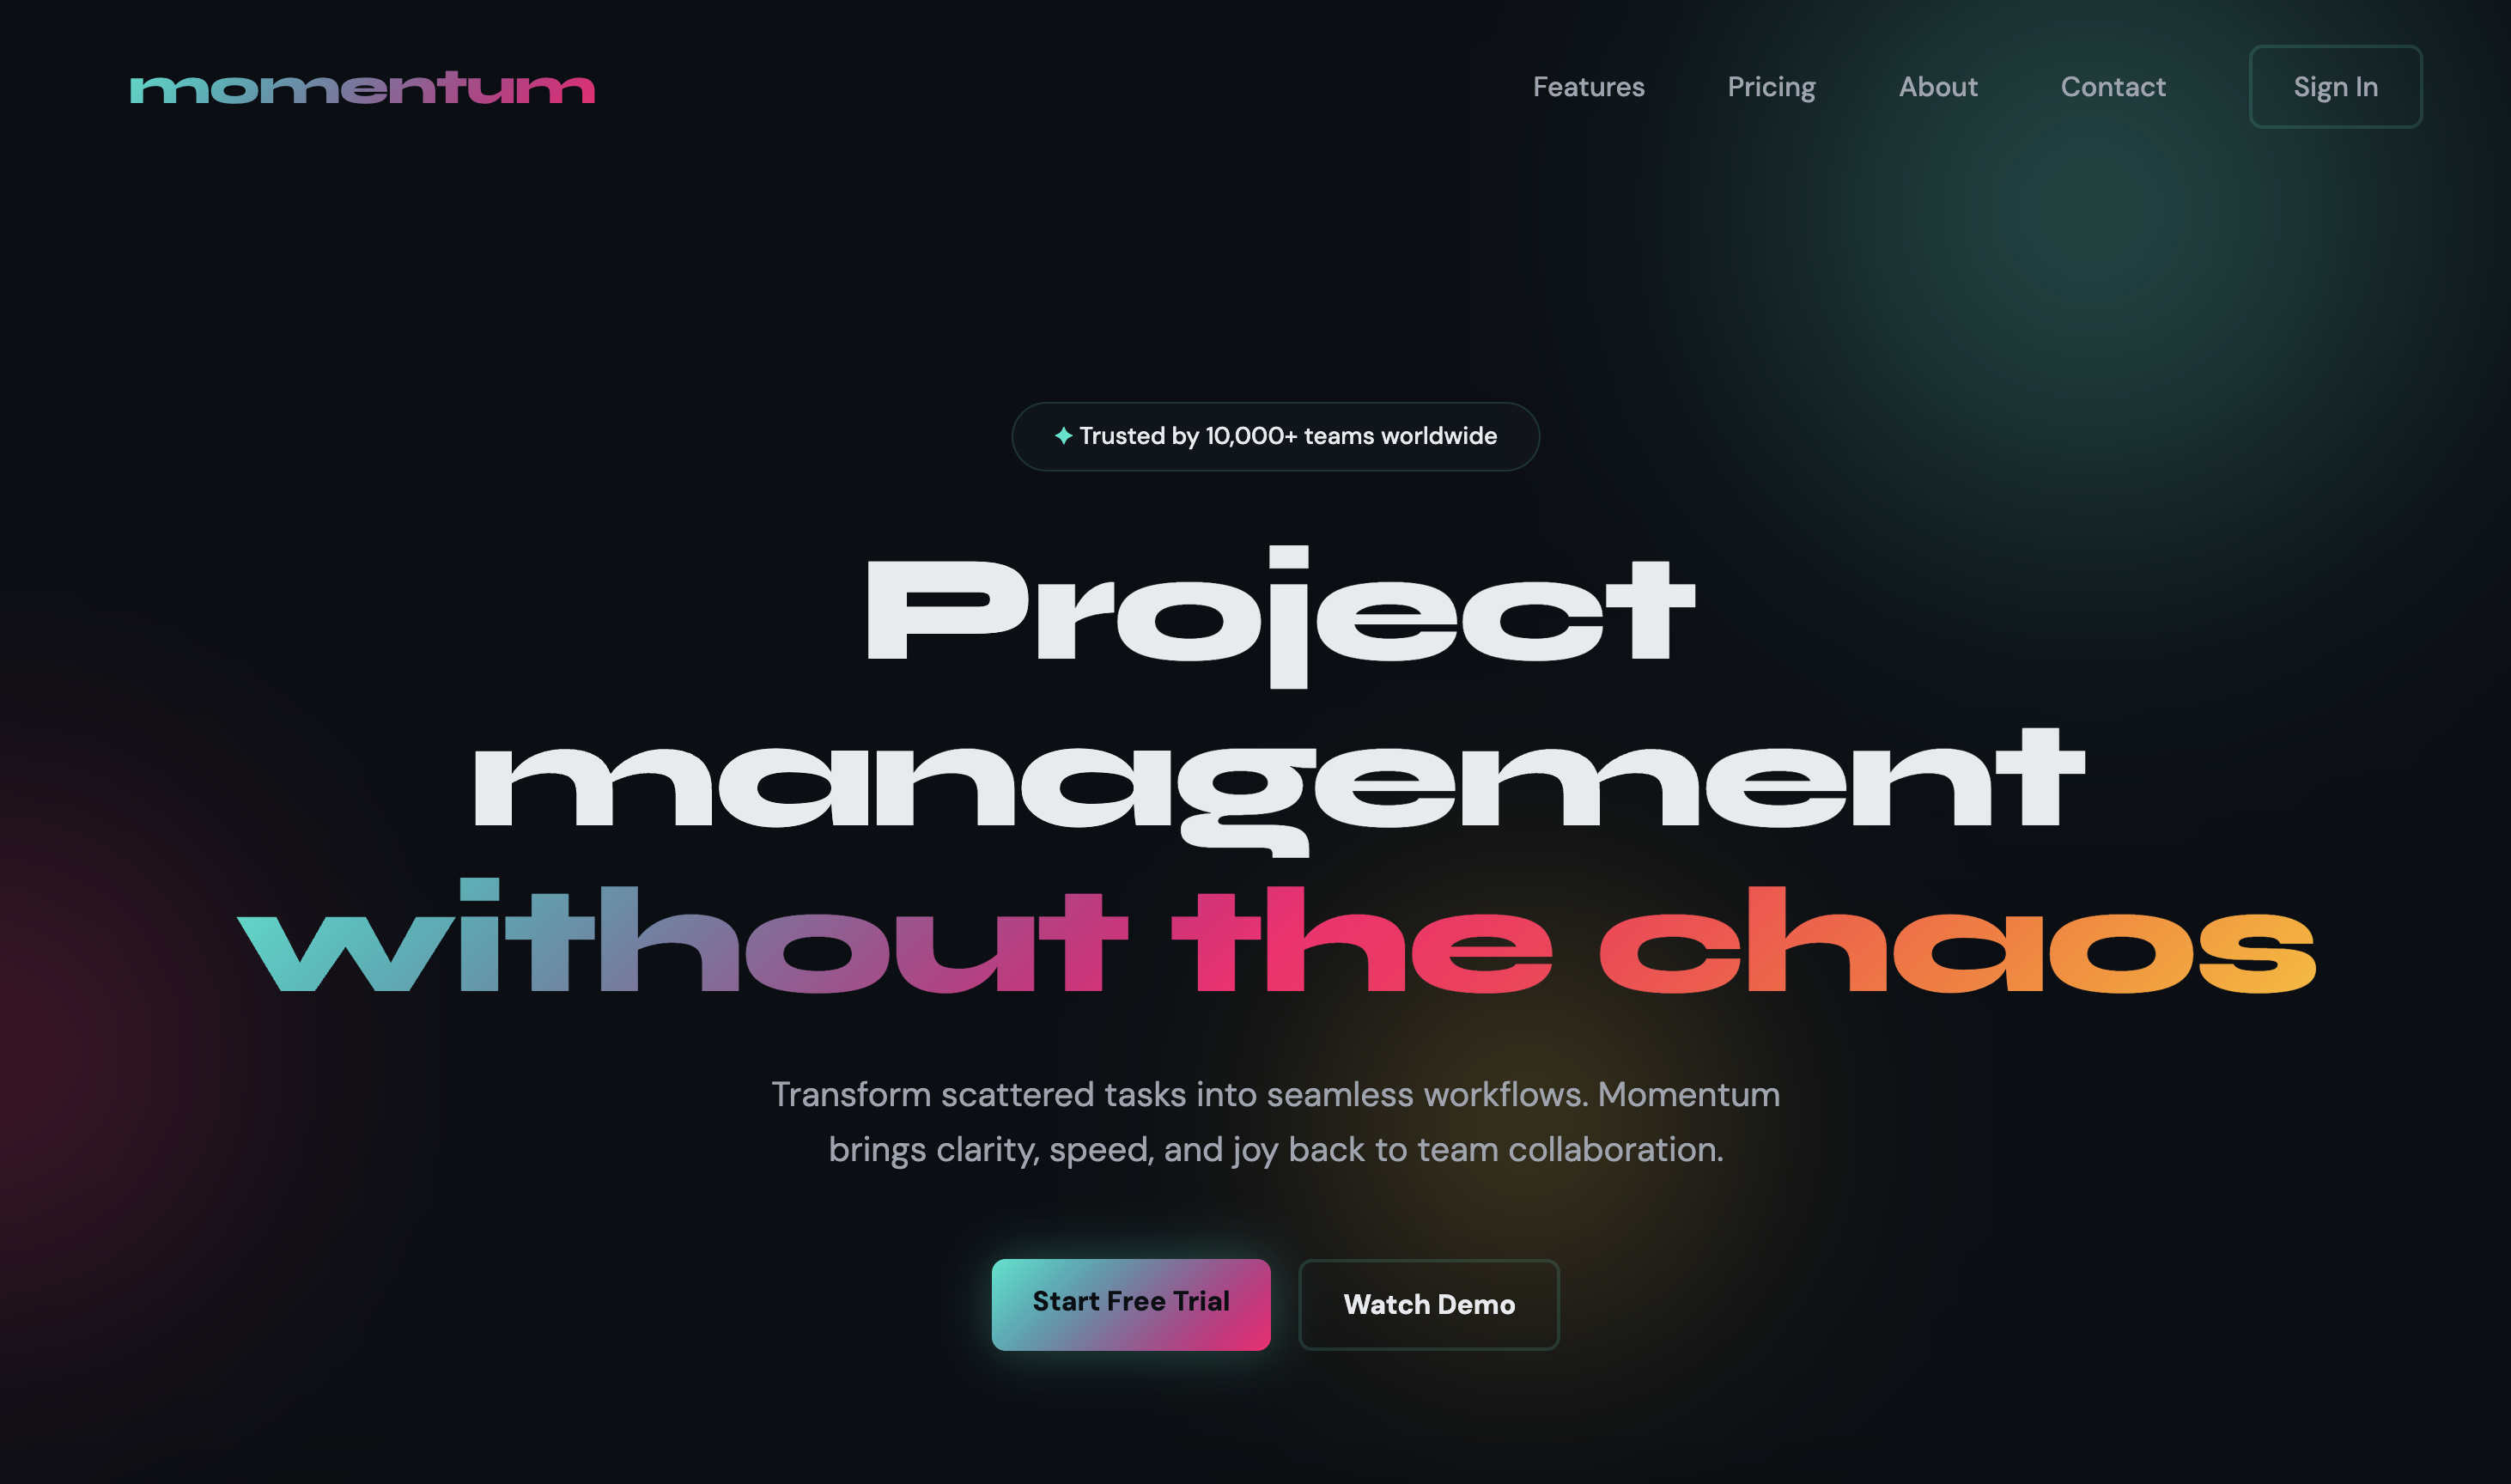 momentum
Features
Pricing
About
Contact
Sign In
✦ Trusted by 10,000+ teams worldwide
Project
management
without the chaos
Transform scattered tasks into seamless workflows. Momentum
brings clarity, speed, and joy back to team collaboration.
Start Free Trial
Watch Demo